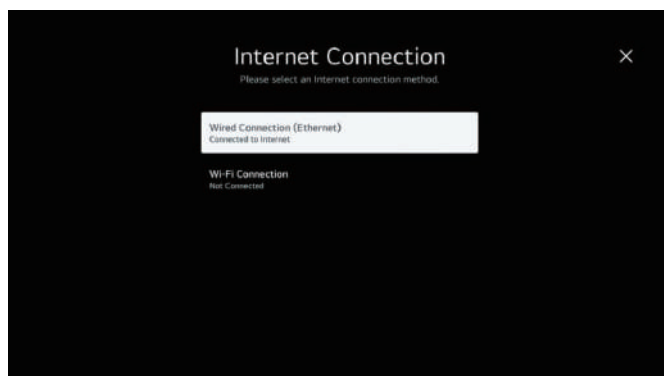 Internet Connection
Please select an Internet connection method.
Wired Connection (Ethernet)
Connected to Internet
Wi-Fi Connection
Not Connected